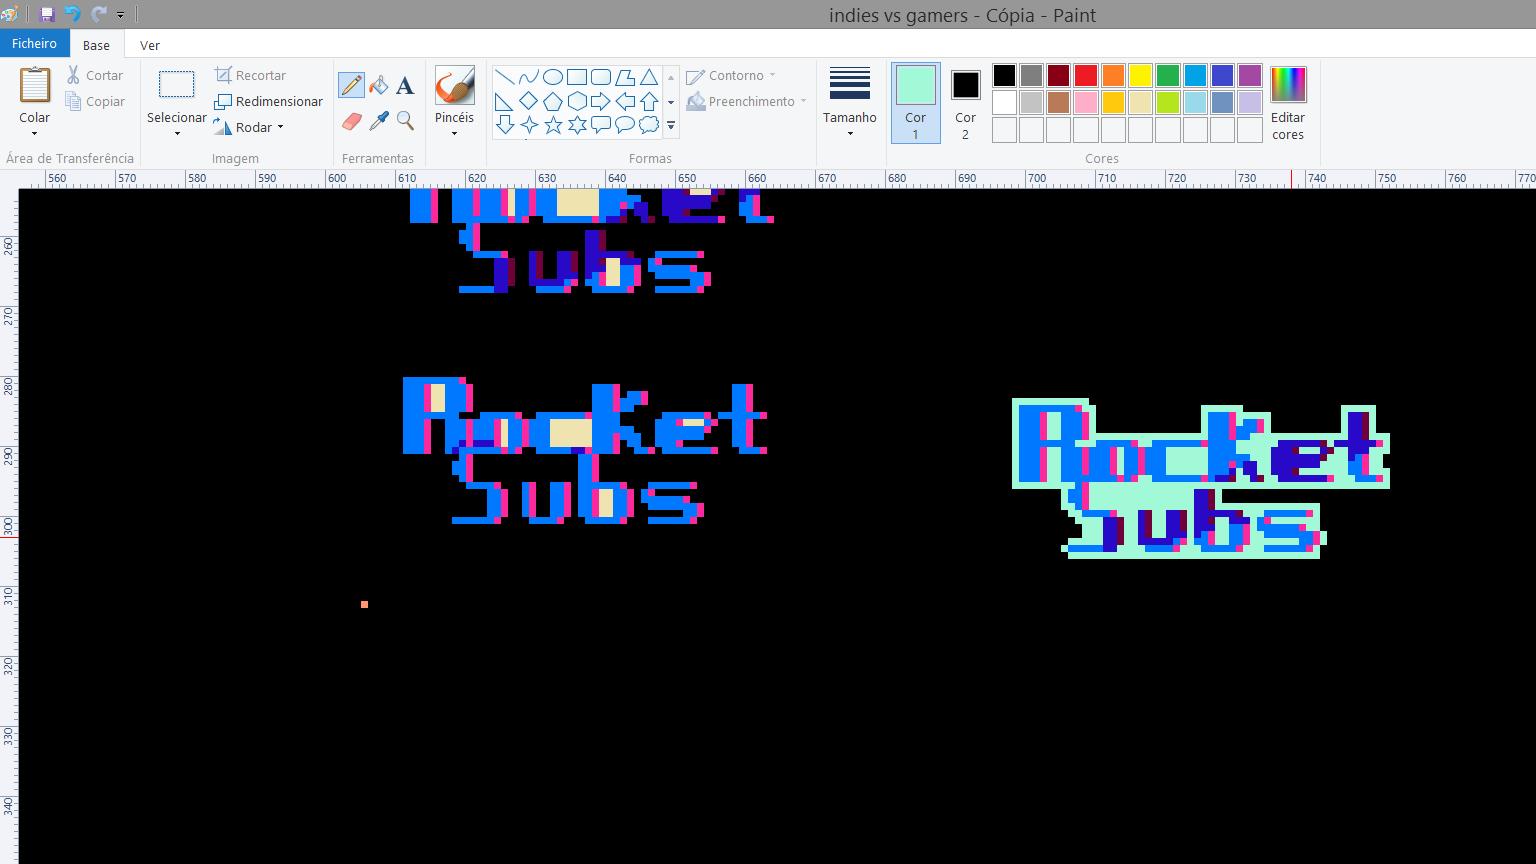 indies vs gamers - Cópia - Paint
Ficheiro Base Ver
Colar
Cortar
Copiar
Área de Transferência
Selecionar
Recortar
Redimensionar
Rodar
Imagem
A
Ferramentas
Pincéis
Contorno
Preenchimento
Formas
Tamanho
Cor 1
Cor 2
Editar cores
Cores
560 570 580 590 600 610 620 630 640 650 660 670 680 690 700 710 720 730 740 750 760 770
260
270
280
290
300
310
320
330
340
Rocket
Subs
Rocket
Subs
Rocket
Subs